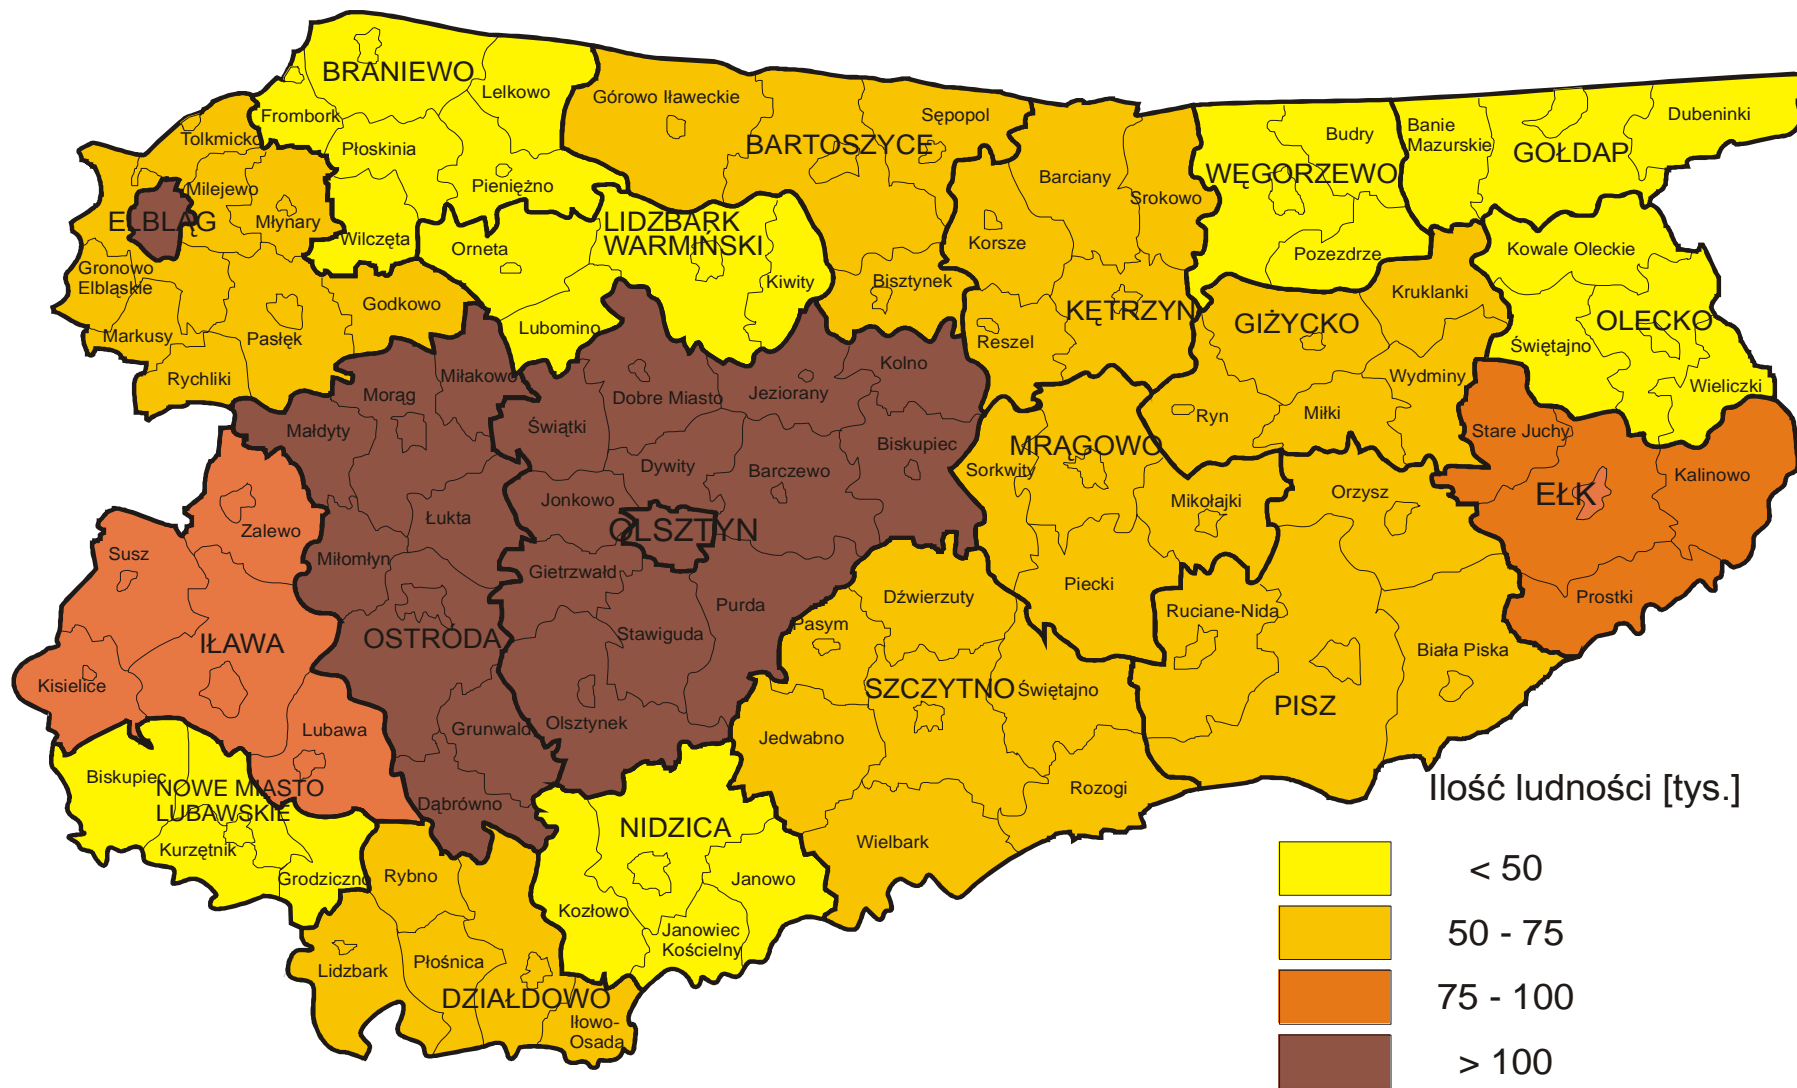 BRANIEWO
Lelkowo
Frombork
Górowo Iławeckie
Sępopol
Tolkmicko
Płoskinia
BARTOSZYCE
Budry
Banie
Mazurskie
Dubeninki
GOŁDAP
Milejewo
Pieniężno
Barciany
WĘGORZEWO
Srokowo
ELBLĄG
Młynary
Wilczęta
Orneta
LIDZBARK
WARMIŃSKI
Korsze
Pozezdrze
Kowale Oleckie
Gronowo
Elbląskie
Godkowo
Kiwity
Bisztynek
Kruklanki
Markusy
Pasłęk
Lubomino
Reszel
KĘTRZYN
GIŻYCKO
OLECKO
Świętajno
Rychliki
Miłakowo
Morąg
Dobre Miasto
Jeziorany
Kolno
Wydminy
Wieliczki
Małdyty
Świątki
Biskupiec
MRĄGOWO
Ryn
Miłki
Stare Juchy
Dywity
Barczewo
Sorkwity
Kalinowo
Zalewo
Łukta
Jonkowo
OLSZTYN
Mikołajki
Orzysz
EŁK
Susz
Miłomłyn
Gietrzwałd
Dźwierzuty
Piecki
Ruciane-Nida
Prostki
Purda
Pasym
IŁAWA
OSTRÓDA
Stawiguda
Biała Piska
Kisielice
SZCZYTNO
Świętajno
PISZ
Lubawa
Grunwald
Olsztynek
Jedwabno
Biskupiec
NOWE MIASTO
LUBAWSKIE
Dąbrówno
Rozogi
Ilość ludności [tys.]
Kurzętnik
NIDZICA
Wielbark
Grodziczno
Rybno
Janowo
< 50
Kozłowo
Janowiec
Kościelny
50 - 75
Lidzbark
Płośnica
DZIAŁDOWO
75 - 100
Iłowo-
Osada
> 100